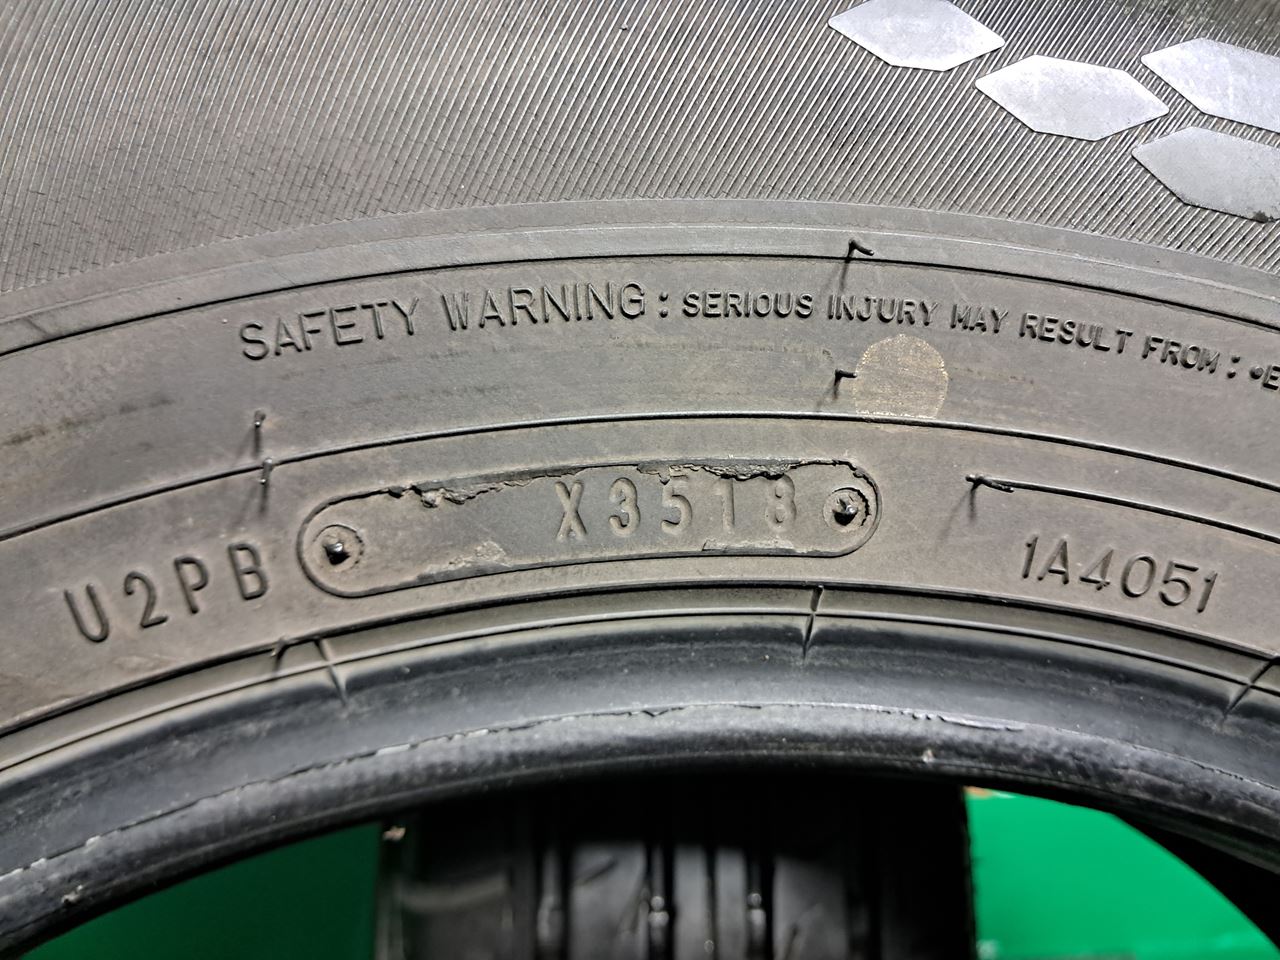 SAFETY WARNING: SERIOUS INJURY MAY RESULT FROM: •E
U2PB X3518 1A4051